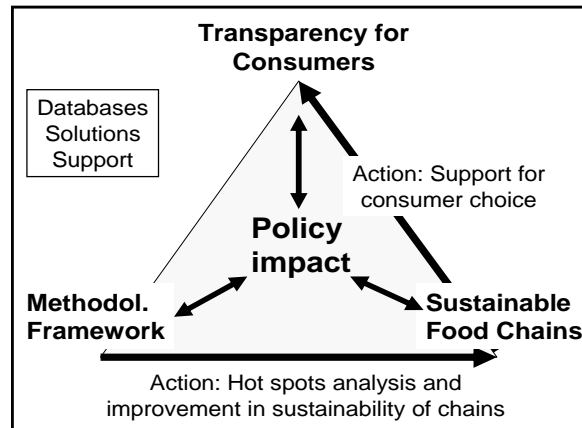 Transparency for
Consumers
Databases
Solutions
Support
Action: Support for
consumer choice
Policy
impact
Methodol.
Framework
Sustainable
Food Chains
Action: Hot spots analysis and
improvement in sustainability of chains